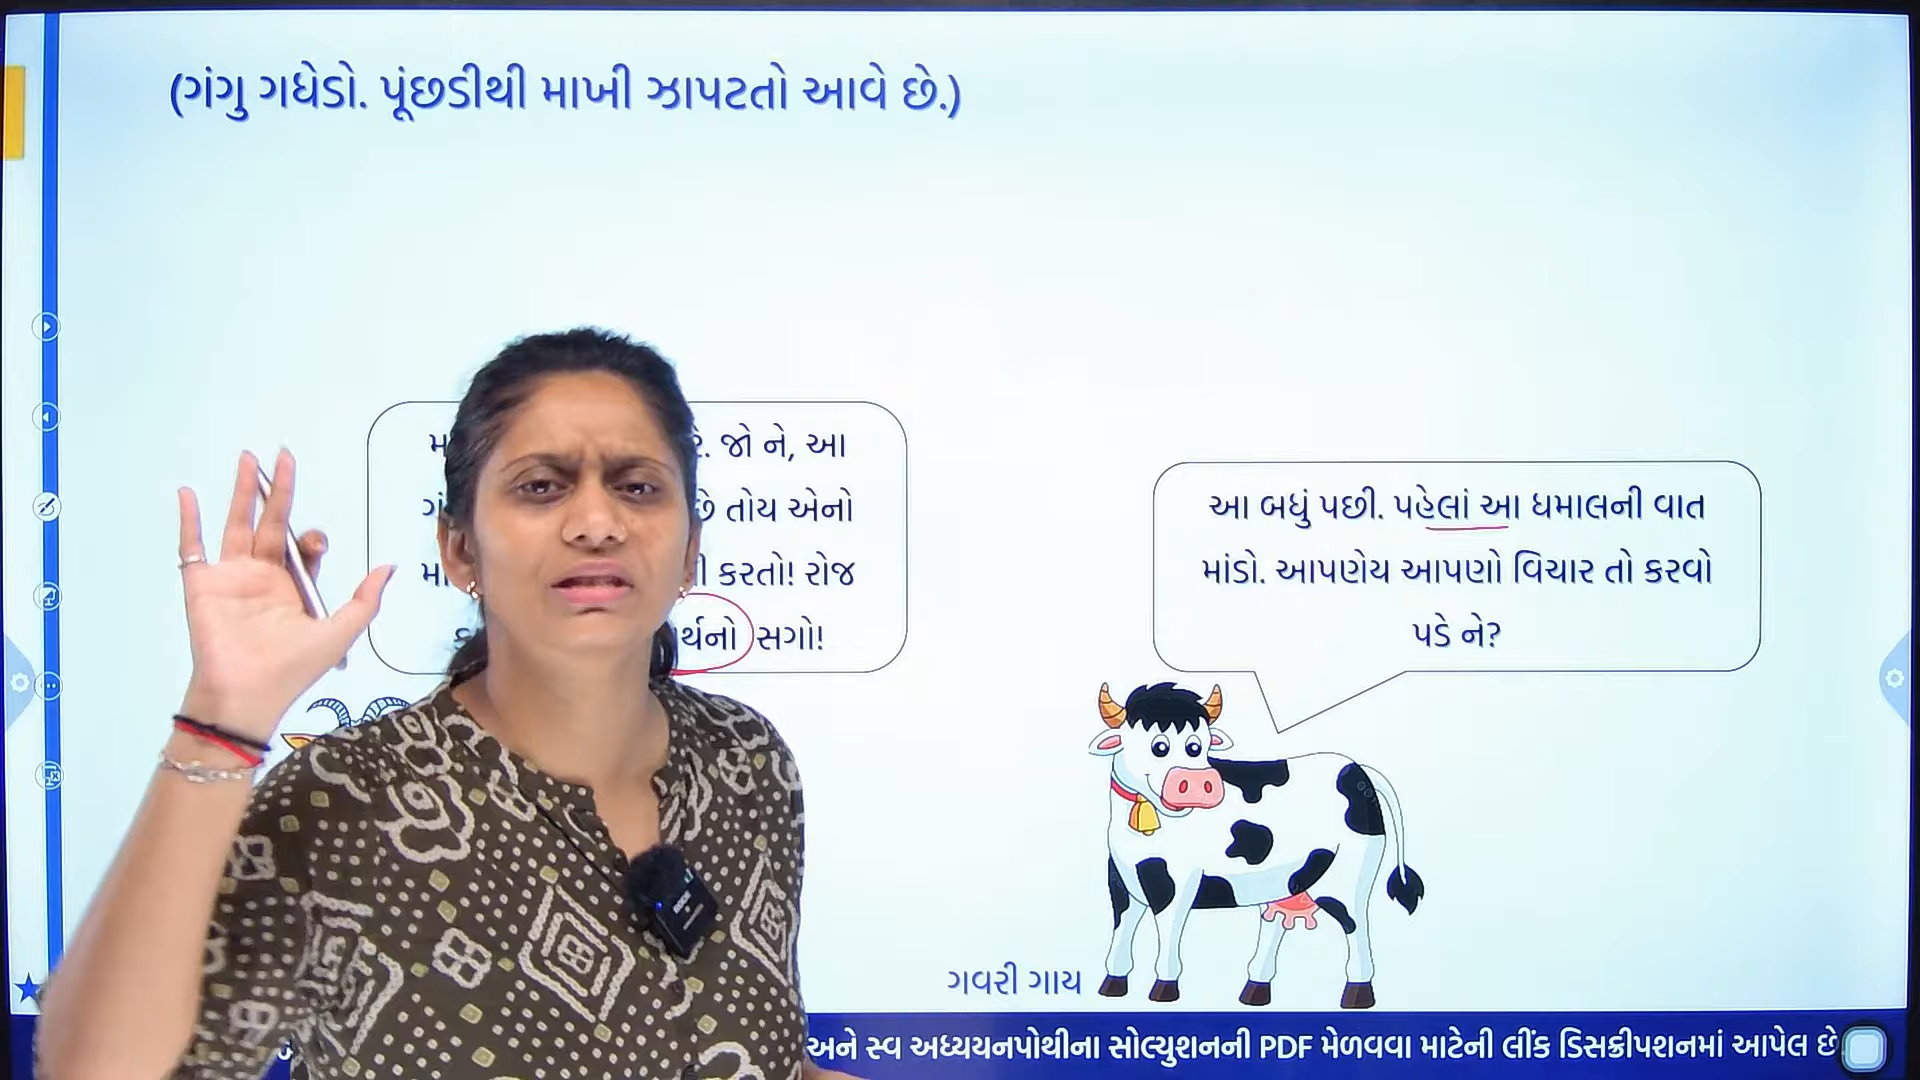 (ગંગુ ગધેડો. પૂંછડીથી માખી ઝાપટતો આવે છે.)
જો ને, આ
છે તોય એનો
કરતો! રોજ
સગો!
આ બધું પછી. પહેલાં આ ધમાલની વાત
માંડો. આપણેય આપણો વિચાર તો કરવો
પડે ને?
ગવરી ગાય
અને સ્વ અધ્યયનપોથીના સોલ્યુશનની PDF મેળવવા માટેની લીંક ડિસક્રીપશનમાં આપેલ છે